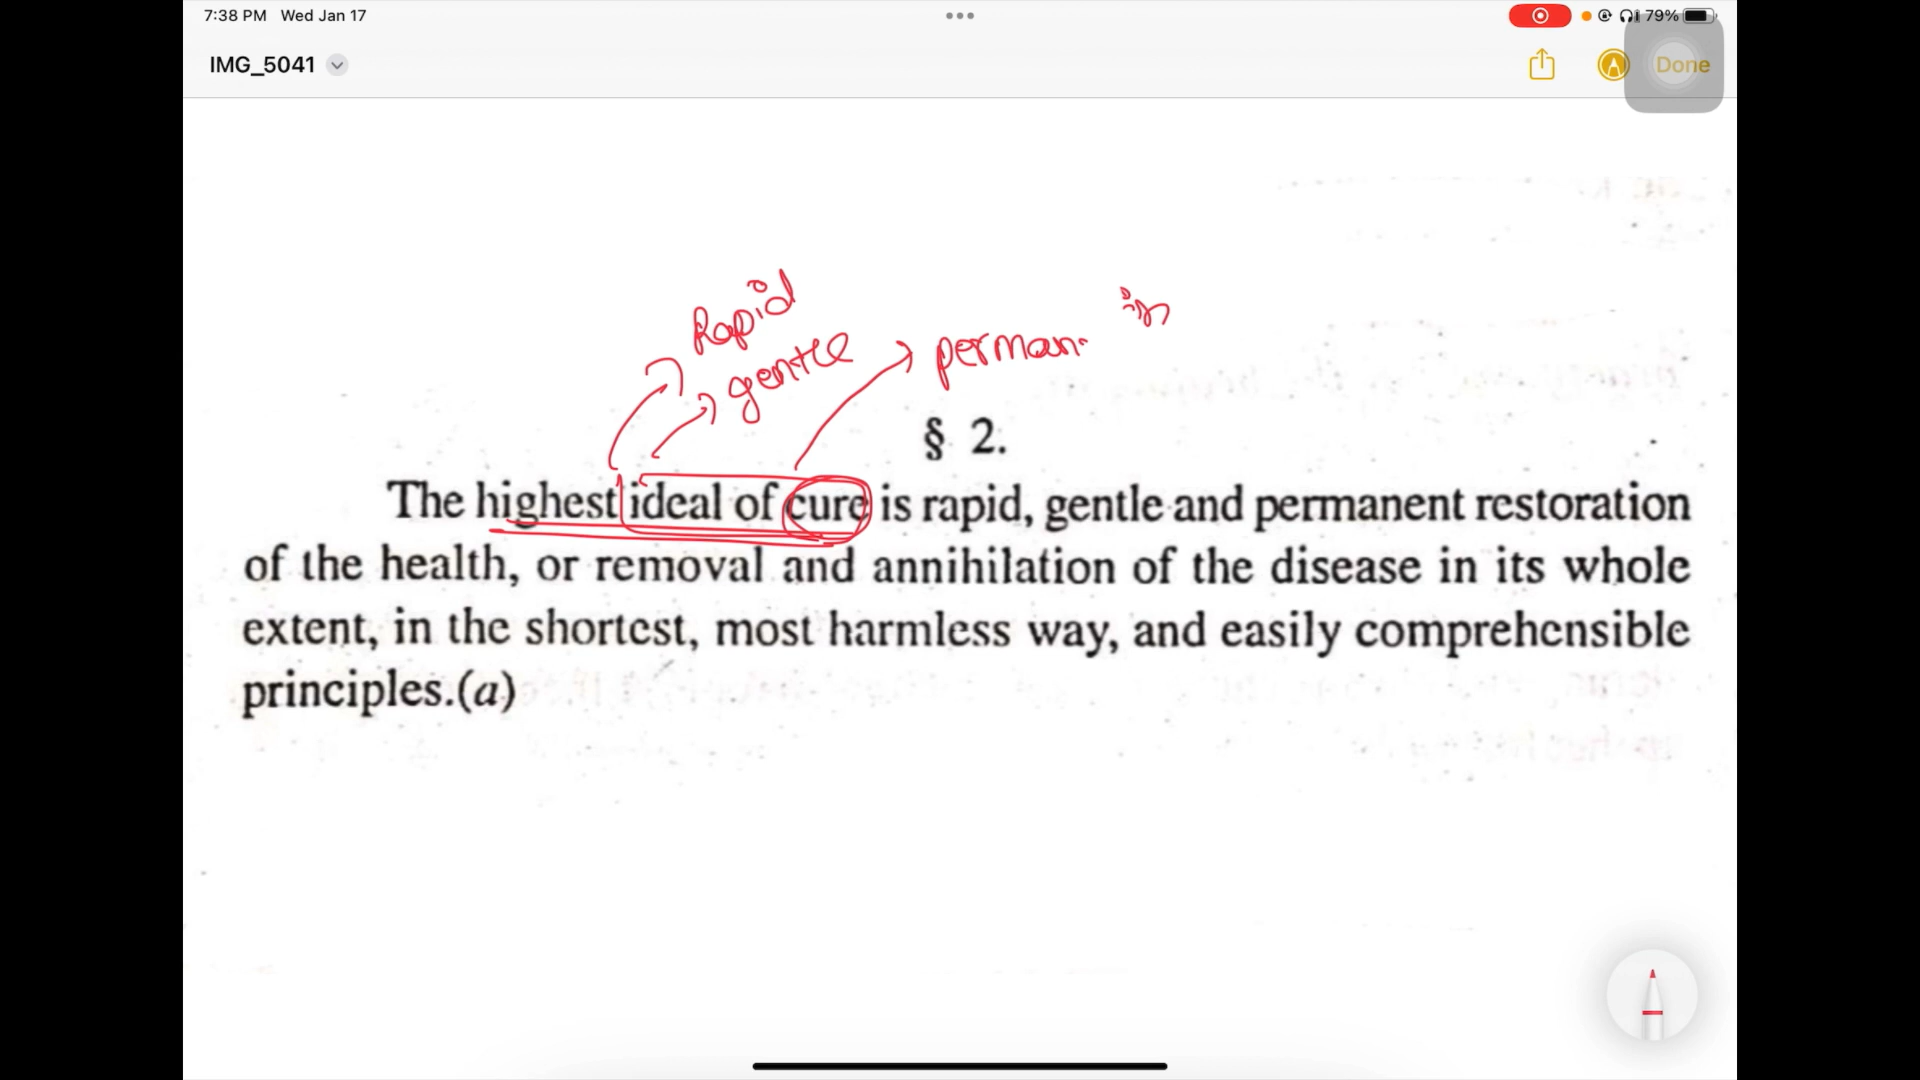 7:38 PM Wed Jan 17
79%
IMG_5041
Done
Rapid
gentle
perman
§ 2.
The highest ideal of cure is rapid, gentle and permanent restoration
of the health, or removal and annihilation of the disease in its whole
extent, in the shortest, most harmless way, and easily comprehensible
principles.(a)